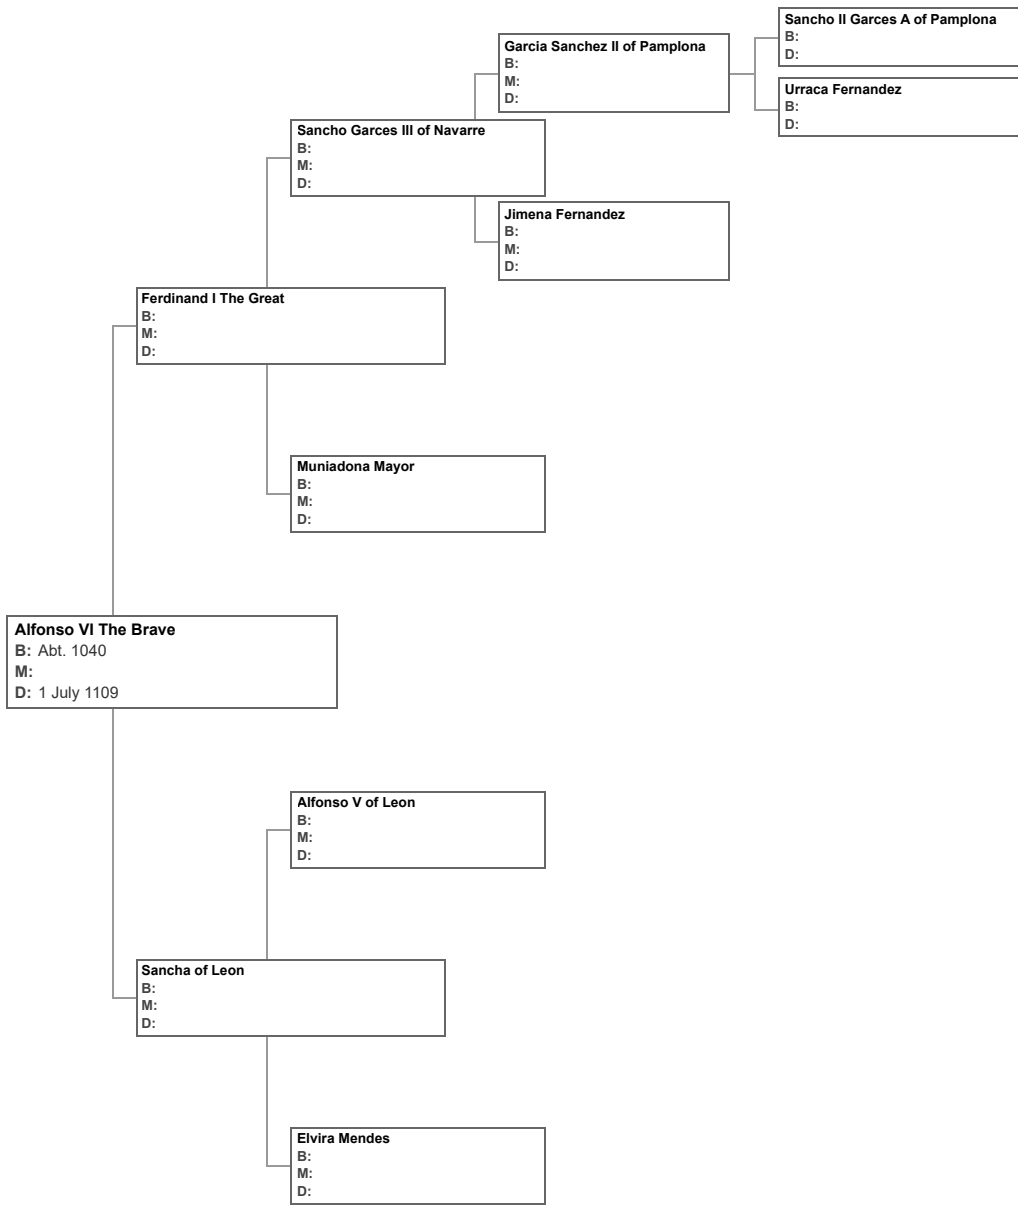 Sancho II Garces A of Pamplona
B:
D:
Garcia Sanchez II of Pamplona
B:
M:
D:
Urraca Fernandez
B:
D:
Sancho Garces III of Navarre
B:
M:
D:
Jimena Fernandez
B:
M:
D:
Ferdinand I The Great
B:
M:
D:
Muniadona Mayor
B:
M:
D:
Alfonso VI The Brave
B: Abt. 1040
M:
D: 1 July 1109
Alfonso V of Leon
B:
M:
D:
Sancha of Leon
B:
M:
D:
Elvira Mendes
B:
M:
D: